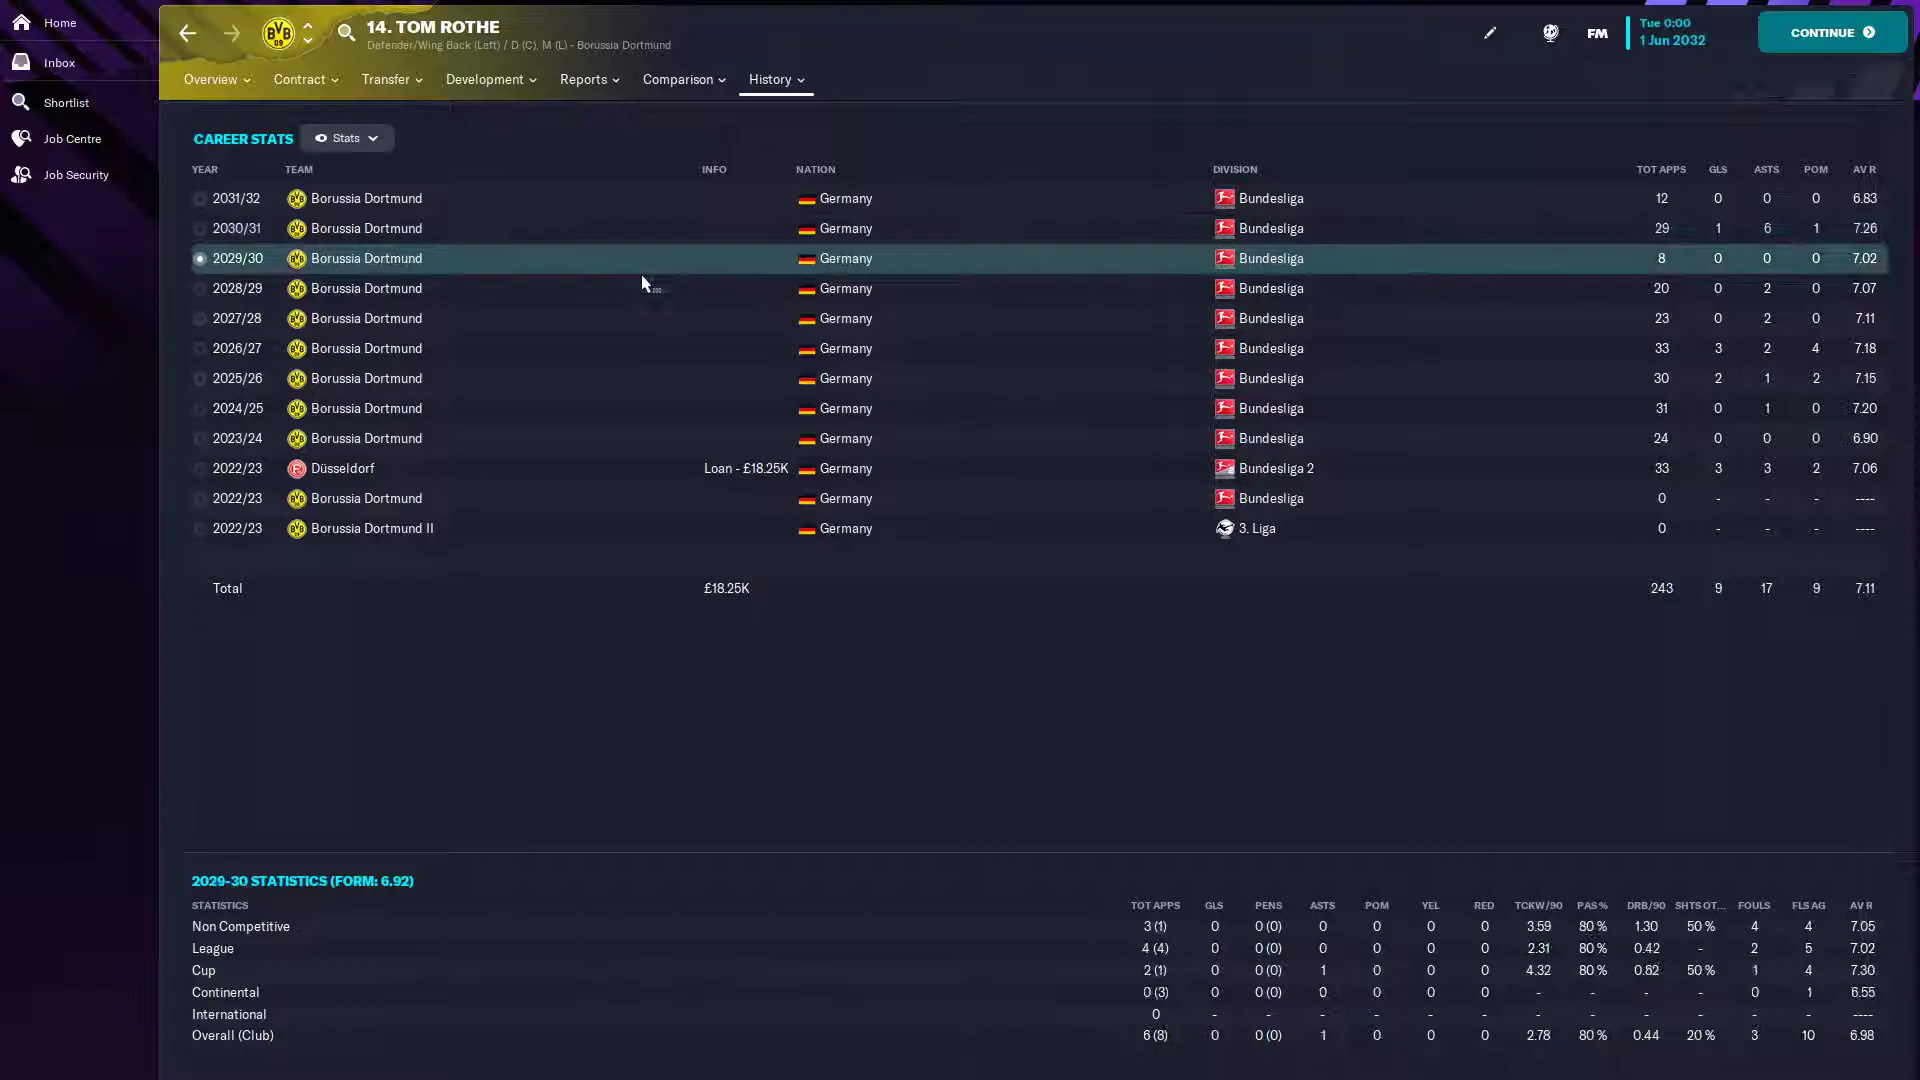 Home
Inbox
Shortlist
Job Centre
Job Security
14. TOM ROTHE
Defender/Wing Back (Left) / D (C), M (L) - Borussia Dortmund
FM
Tue 0:00
1 Jun 2032
CONTINUE
Overview Contract Transfer Development Reports Comparison History
CAREER STATS Stats
YEAR TEAM INFO NATION DIVISION TOT APPS GLS ASTS POM AV R
2031/32 Borussia Dortmund Germany Bundesliga 12 0 0 0 6.83
2030/31 Borussia Dortmund Germany Bundesliga 29 1 6 1 7.26
2029/30 Borussia Dortmund Germany Bundesliga 8 0 0 0 7.02
2028/29 Borussia Dortmund Germany Bundesliga 20 0 2 0 7.07
2027/28 Borussia Dortmund Germany Bundesliga 23 0 2 0 7.11
2026/27 Borussia Dortmund Germany Bundesliga 33 3 2 4 7.18
2025/26 Borussia Dortmund Germany Bundesliga 30 2 1 2 7.15
2024/25 Borussia Dortmund Germany Bundesliga 31 0 1 0 7.20
2023/24 Borussia Dortmund Germany Bundesliga 24 0 0 0 6.90
2022/23 Düsseldorf Loan - £18.25K Germany Bundesliga 2 33 3 3 2 7.06
2022/23 Borussia Dortmund Germany Bundesliga 0 - - - ----
2022/23 Borussia Dortmund II Germany 3. Liga 0 - - - ----
Total £18.25K 243 9 17 9 7.11
2029-30 STATISTICS (FORM: 6.92)
STATISTICS TOT APPS GLS PENS ASTS POM YEL RED TCKW/90 PAS % DRB/90 SHTS OT... FOULS FLS AG AV R
Non Competitive 3 (1) 0 0 (0) 0 0 0 0 3.59 80 % 1.30 50 % 4 4 7.05
League 4 (4) 0 0 (0) 0 0 0 0 2.31 80 % 0.42 - 2 5 7.02
Cup 2 (1) 0 0 (0) 1 0 0 0 4.32 80 % 0.62 50 % 1 4 7.30
Continental 0 (3) 0 0 (0) 0 0 0 0 - - - - 0 1 6.55
International 0 - - - - - - - - - - - - ----
Overall (Club) 6 (8) 0 0 (0) 1 0 0 0 2.78 80 % 0.44 20 % 3 10 6.98